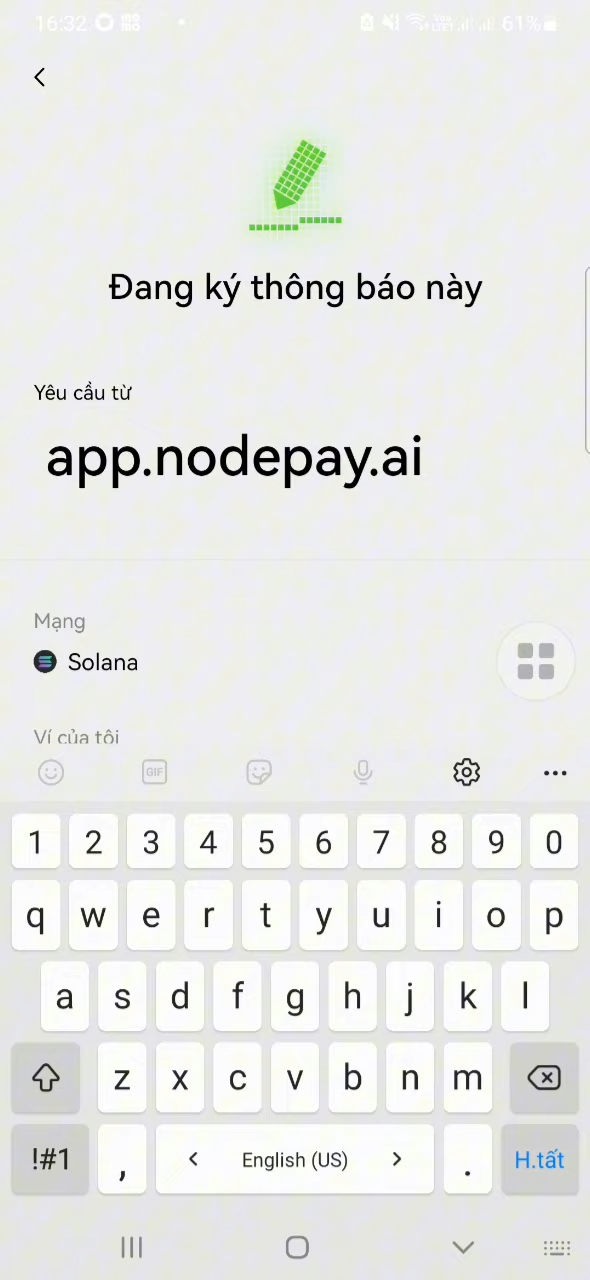 16:32
61%
Đang ký thông báo này
Yêu cầu từ
app.nodepay.ai
Mạng
Solana
Ví của tôi
GIF
1 2 3 4 5 6 7 8 9 0
q w e r t y u i o p
a s d f g h j k l
z x c v b n m
!#1 , English (US) . H.tất